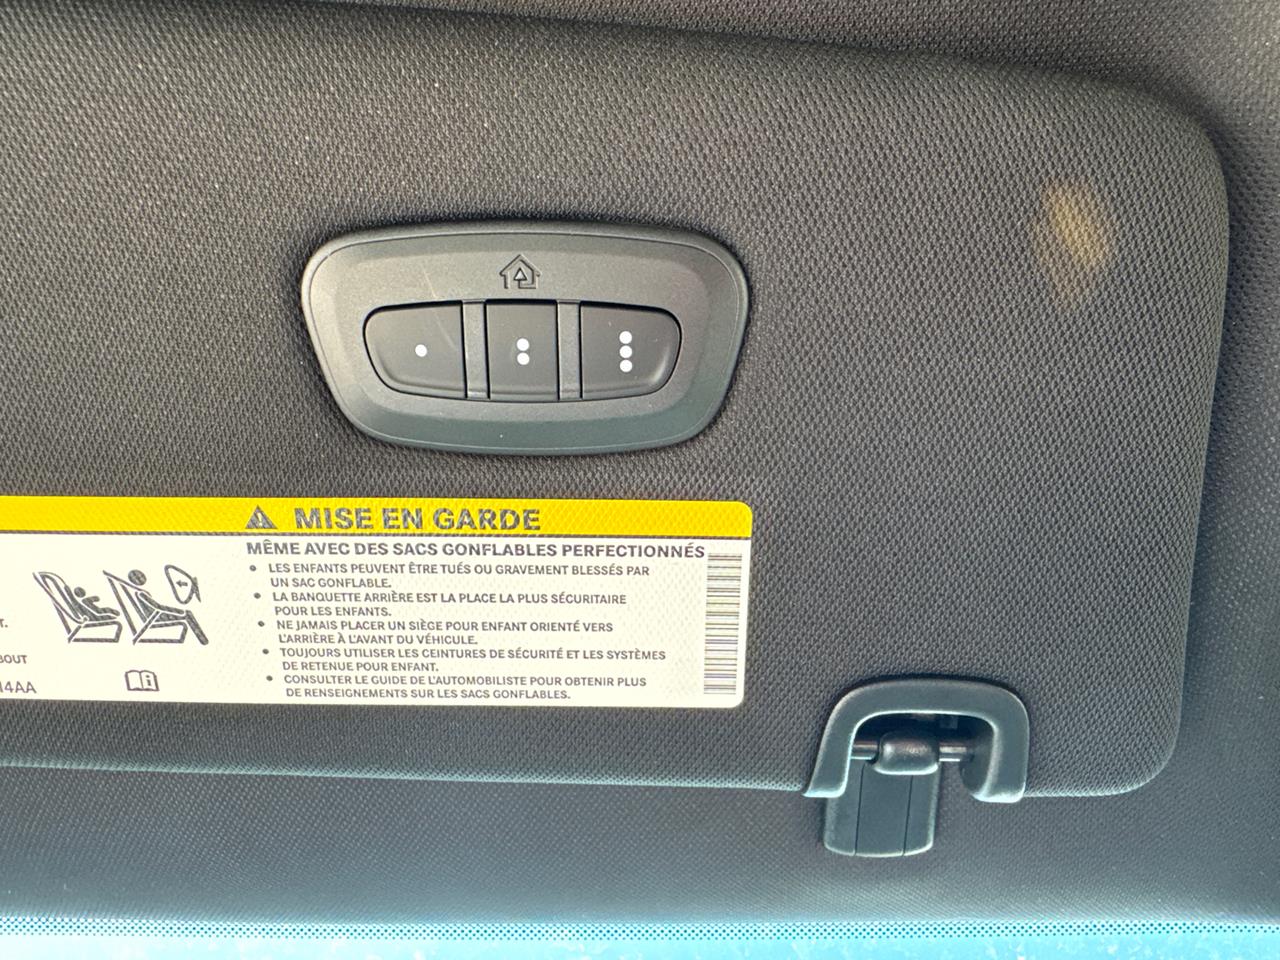 MISE EN GARDE
MÊME AVEC DES SACS GONFLABLES PERFECTIONNÉS
• LES ENFANTS PEUVENT ÊTRE TUÉS OU GRAVEMENT BLESSÉS PAR
UN SAC GONFLABLE.
• LA BANQUETTE ARRIÈRE EST LA PLACE LA PLUS SÉCURITAIRE
POUR LES ENFANTS.
• NE JAMAIS PLACER UN SIÈGE POUR ENFANT ORIENTÉ VERS
L'ARRIÈRE À L'AVANT DU VÉHICULE.
• TOUJOURS UTILISER LES CEINTURES DE SÉCURITÉ ET LES SYSTÈMES
DE RETENUE POUR ENFANT.
• CONSULTER LE GUIDE DE L'AUTOMOBILISTE POUR OBTENIR PLUS
DE RENSEIGNEMENTS SUR LES SACS GONFLABLES.